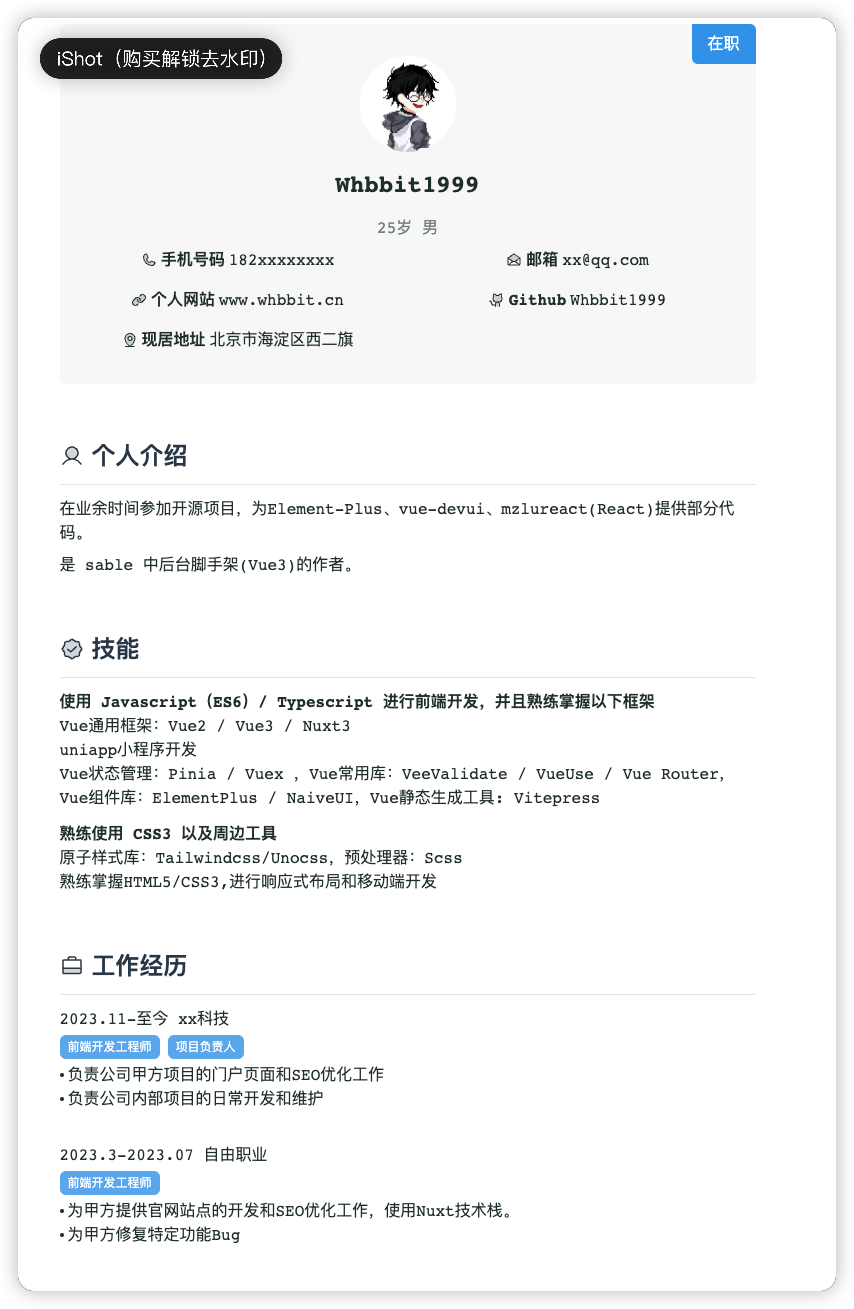 iShot（购买解锁去水印）
在职
Whbbit1999
25岁 男
手机号码 182xxxxxxxx
邮箱 xx@qq.com
个人网站 www.whbbit.cn
Github Whbbit1999
现居地址 北京市海淀区西二旗
个人介绍
在业余时间参加开源项目，为Element-Plus、vue-devui、mzlureact(React)提供部分代
码。
是 sable 中后台脚手架(Vue3)的作者。
技能
使用 Javascript（ES6）/ Typescript 进行前端开发，并且熟练掌握以下框架
Vue通用框架：Vue2 / Vue3 / Nuxt3
uniapp小程序开发
Vue状态管理：Pinia / Vuex ，Vue常用库：VeeValidate / VueUse / Vue Router，
Vue组件库：ElementPlus / NaiveUI，Vue静态生成工具: Vitepress
熟练使用 CSS3 以及周边工具
原子样式库：Tailwindcss/Unocss，预处理器：Scss
熟练掌握HTML5/CSS3,进行响应式布局和移动端开发
工作经历
2023.11-至今 xx科技
前端开发工程师 项目负责人
•负责公司甲方项目的门户页面和SEO优化工作
•负责公司内部项目的日常开发和维护
2023.3-2023.07 自由职业
前端开发工程师
•为甲方提供官网站点的开发和SEO优化工作，使用Nuxt技术栈。
•为甲方修复特定功能Bug